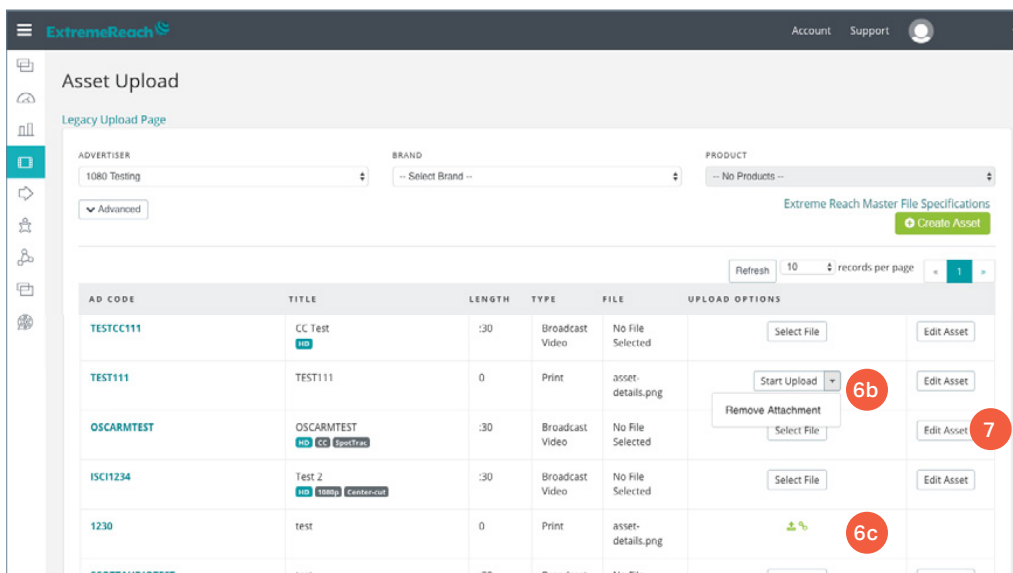 ExtremeReach
Account Support
Asset Upload
Legacy Upload Page
ADVERTISER BRAND PRODUCT
1080 Testing -- Select Brand -- -- No Products --
Advanced
Extreme Reach Master File Specifications
Create Asset
Refresh 10 records per page « 1 »
AD CODE TITLE LENGTH TYPE FILE UPLOAD OPTIONS
TESTCC111 CC Test :30 Broadcast No File Select File Edit Asset
HD Video Selected
TEST111 TEST111 0 Print asset- Start Upload 6b Edit Asset
details.png
Remove Attachment
OSCARMTEST OSCARMTEST :30 Broadcast No File Select File Edit Asset 7
HD CC SpotTrac Video Selected
ISCI1234 Test 2 :30 Broadcast No File Select File Edit Asset
HD 1080p Center-cut Video Selected
1230 test 0 Print asset- 6c
details.png